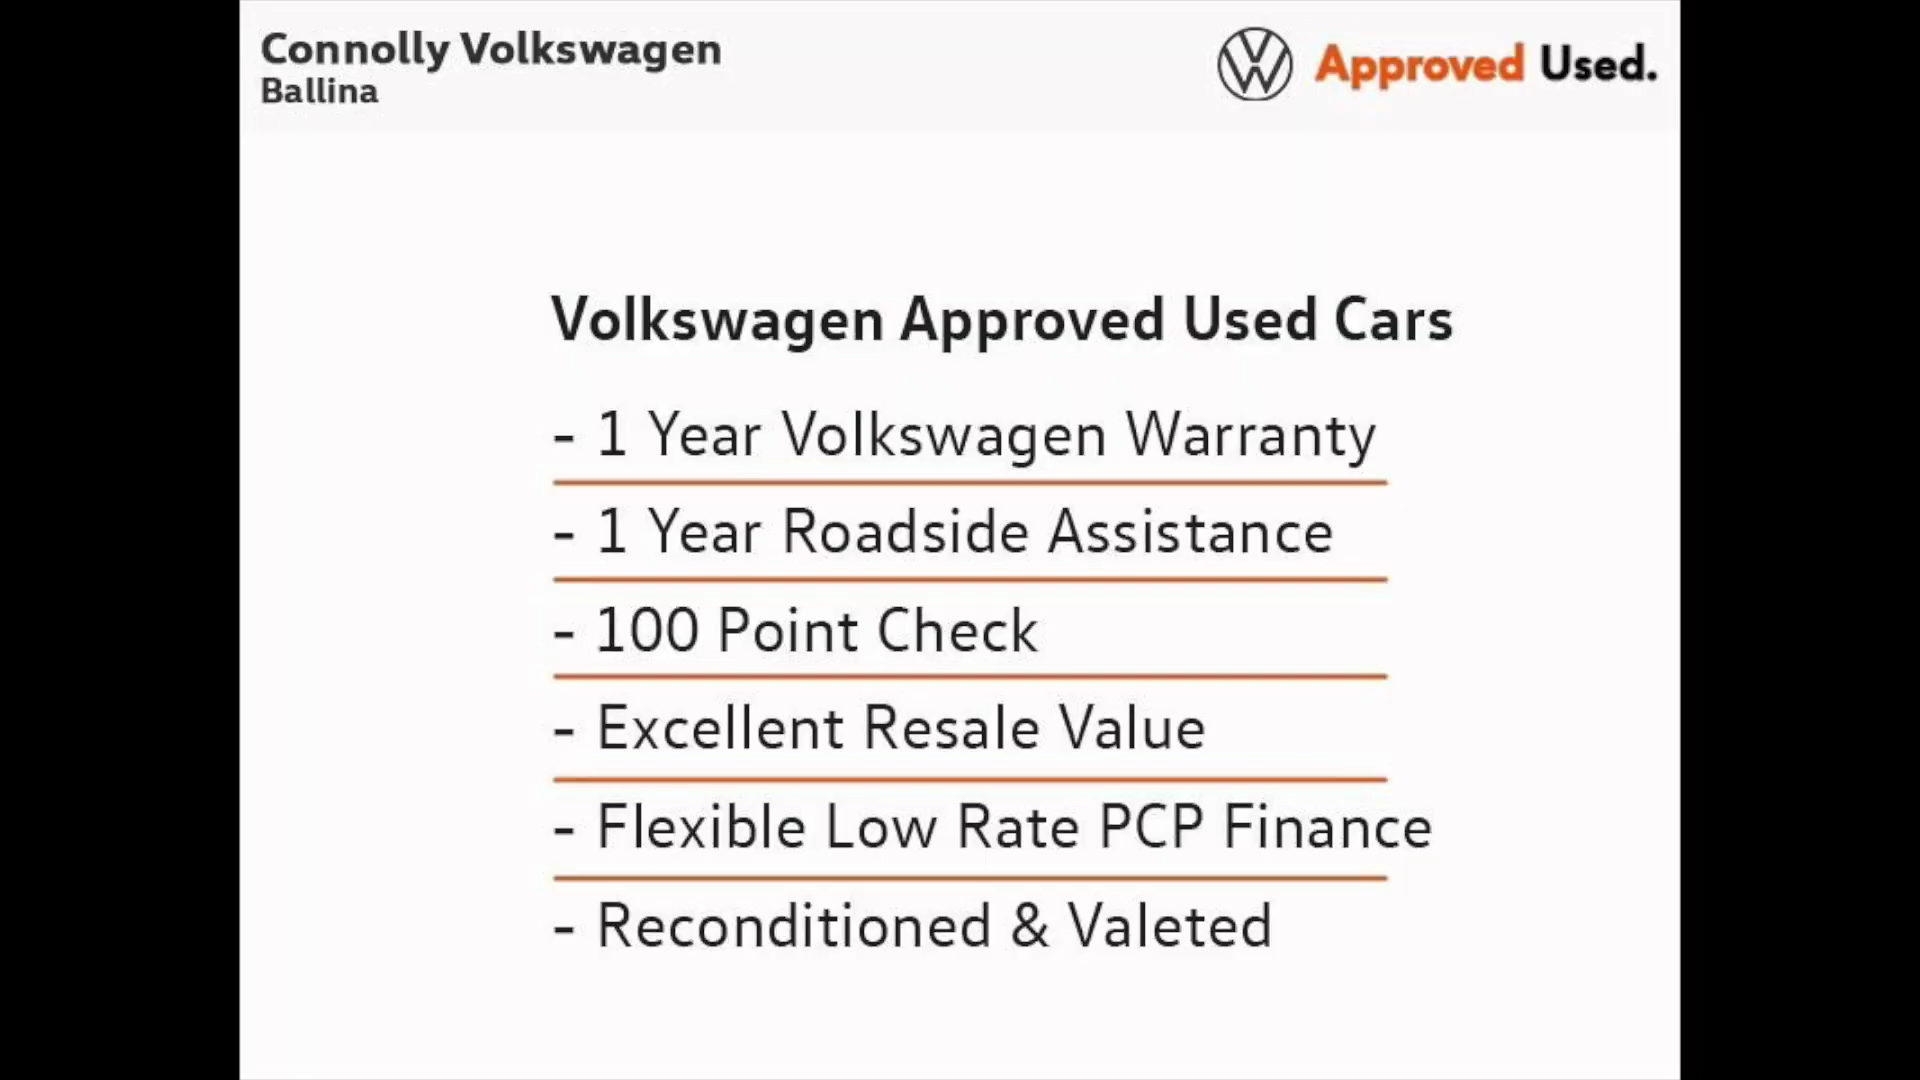 Connolly Volkswagen
Ballina
Approved Used.
Volkswagen Approved Used Cars
- 1 Year Volkswagen Warranty
- 1 Year Roadside Assistance
- 100 Point Check
- Excellent Resale Value
- Flexible Low Rate PCP Finance
- Reconditioned & Valeted